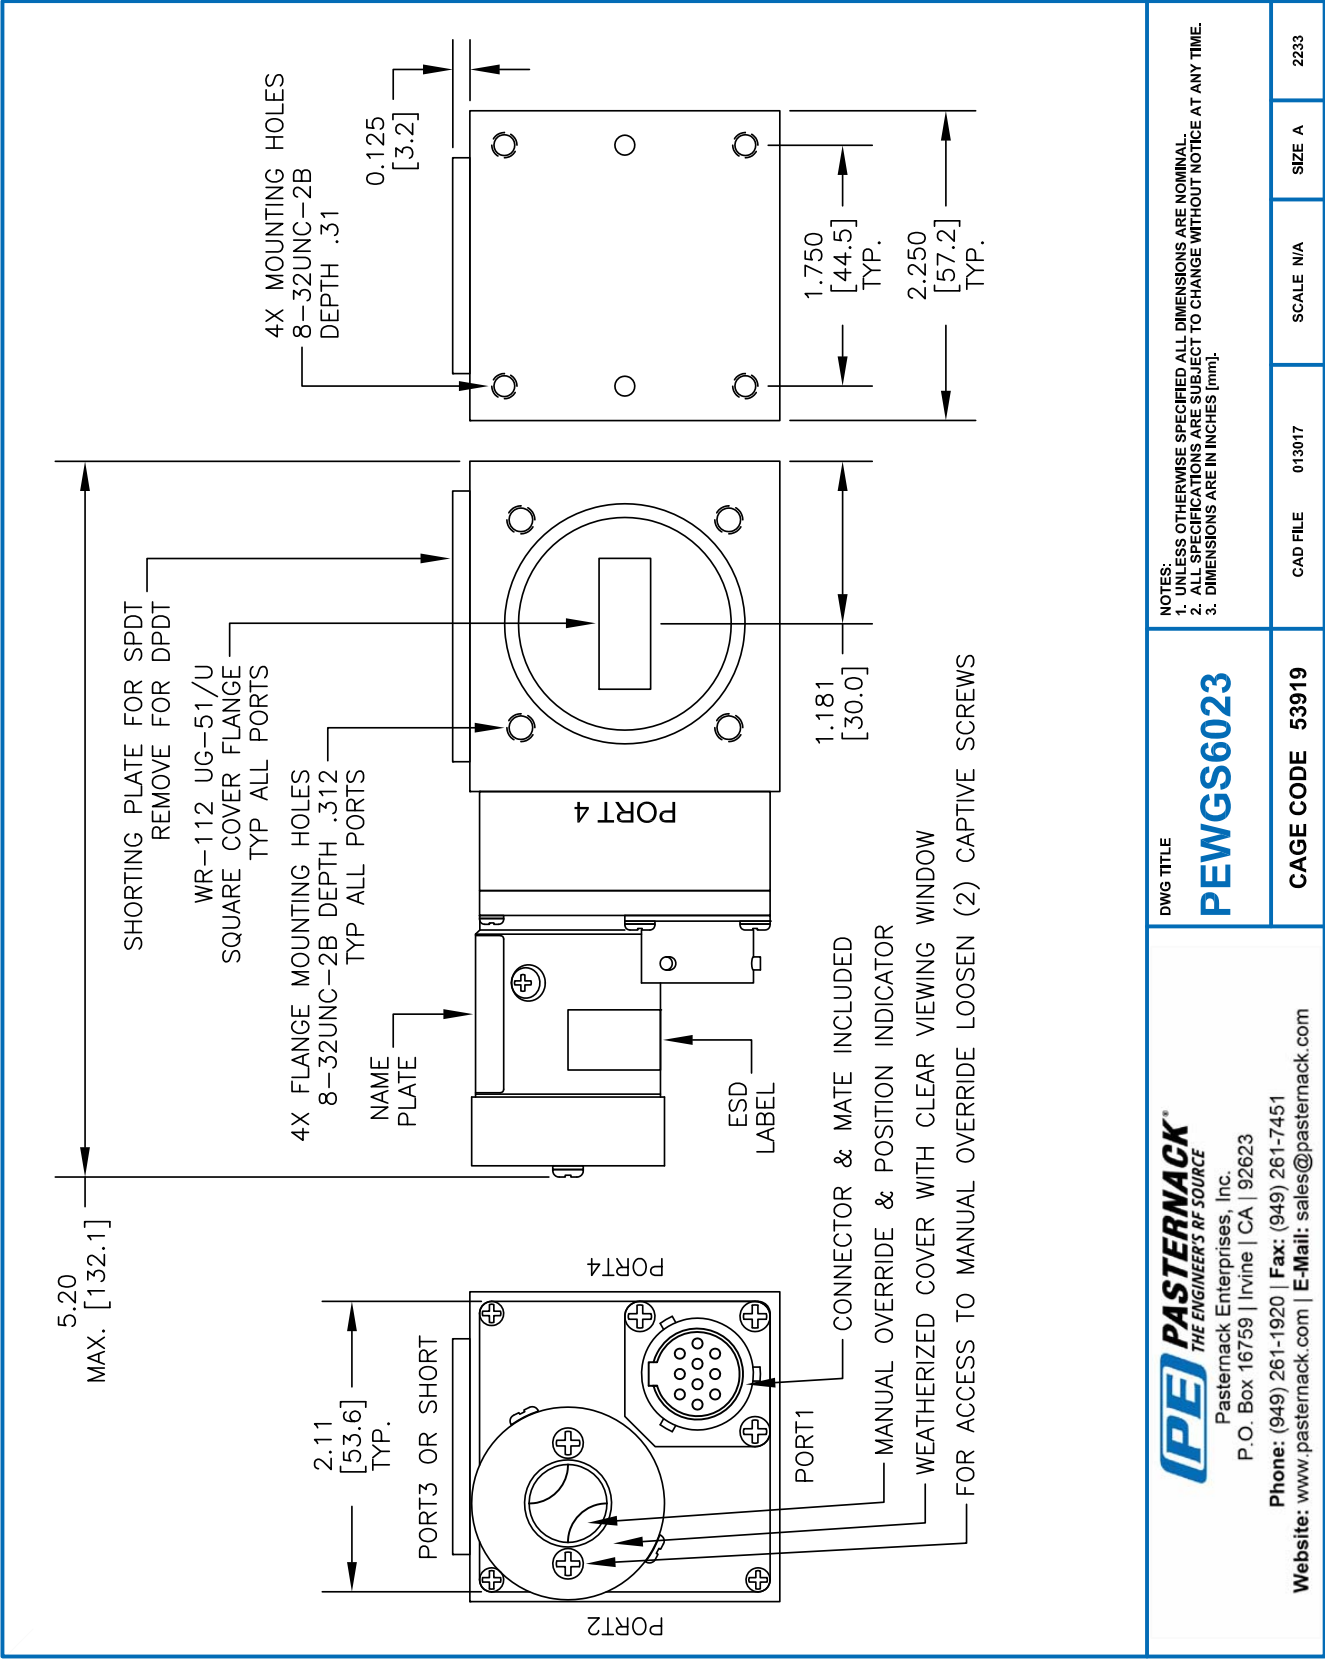 5.20
MAX. [132.1]
SHORTING PLATE FOR SPDT
REMOVE FOR DPDT
WR-112 UG-51/U
SQUARE COVER FLANGE
TYP ALL PORTS
4X FLANGE MOUNTING HOLES
8-32UNC-2B DEPTH .312
TYP ALL PORTS
4X MOUNTING HOLES
8-32UNC-2B
DEPTH .31
0.125
[3.2]
2.11
[53.6]
TYP.
PORT3 OR SHORT
PORT2
PORT4
PORT1
NAME
PLATE
ESD
LABEL
PORT 4
1.181
[30.0]
1.750
[44.5]
TYP.
2.250
[57.2]
TYP.
CONNECTOR & MATE INCLUDED
MANUAL OVERRIDE & POSITION INDICATOR
WEATHERIZED COVER WITH CLEAR VIEWING WINDOW
FOR ACCESS TO MANUAL OVERRIDE LOOSEN (2) CAPTIVE SCREWS
PE PASTERNACK®
THE ENGINEER'S RF SOURCE
Pasternack Enterprises, Inc.
P.O. Box 16759 | Irvine | CA | 92623
Phone: (949) 261-1920 | Fax: (949) 261-7451
Website: www.pasternack.com | E-Mail: sales@pasternack.com
DWG TITLE
PEWGS6023
CAGE CODE 53919
NOTES:
1. UNLESS OTHERWISE SPECIFIED ALL DIMENSIONS ARE NOMINAL.
2. ALL SPECIFICATIONS ARE SUBJECT TO CHANGE WITHOUT NOTICE AT ANY TIME.
3. DIMENSIONS ARE IN INCHES [mm].
CAD FILE 013017
SCALE N/A
SIZE A
2233